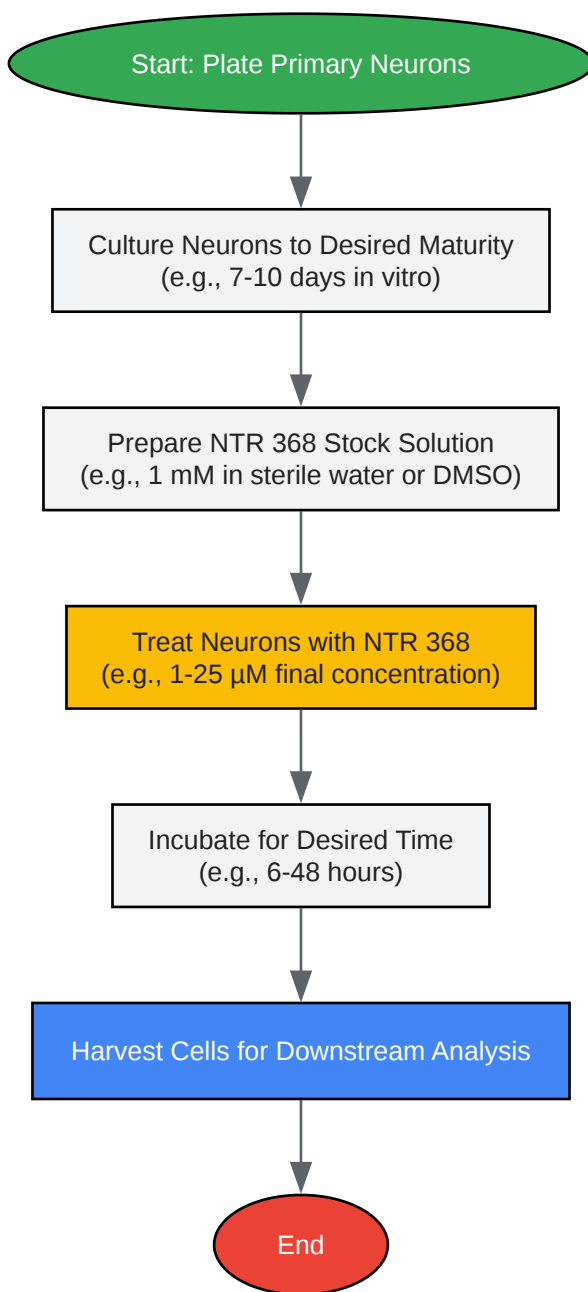 Start: Plate Primary Neurons
Culture Neurons to Desired Maturity
(e.g., 7-10 days in vitro)
Prepare NTR 368 Stock Solution
(e.g., 1 mM in sterile water or DMSO)
Treat Neurons with NTR 368
(e.g., 1-25 µM final concentration)
Incubate for Desired Time
(e.g., 6-48 hours)
Harvest Cells for Downstream Analysis
End